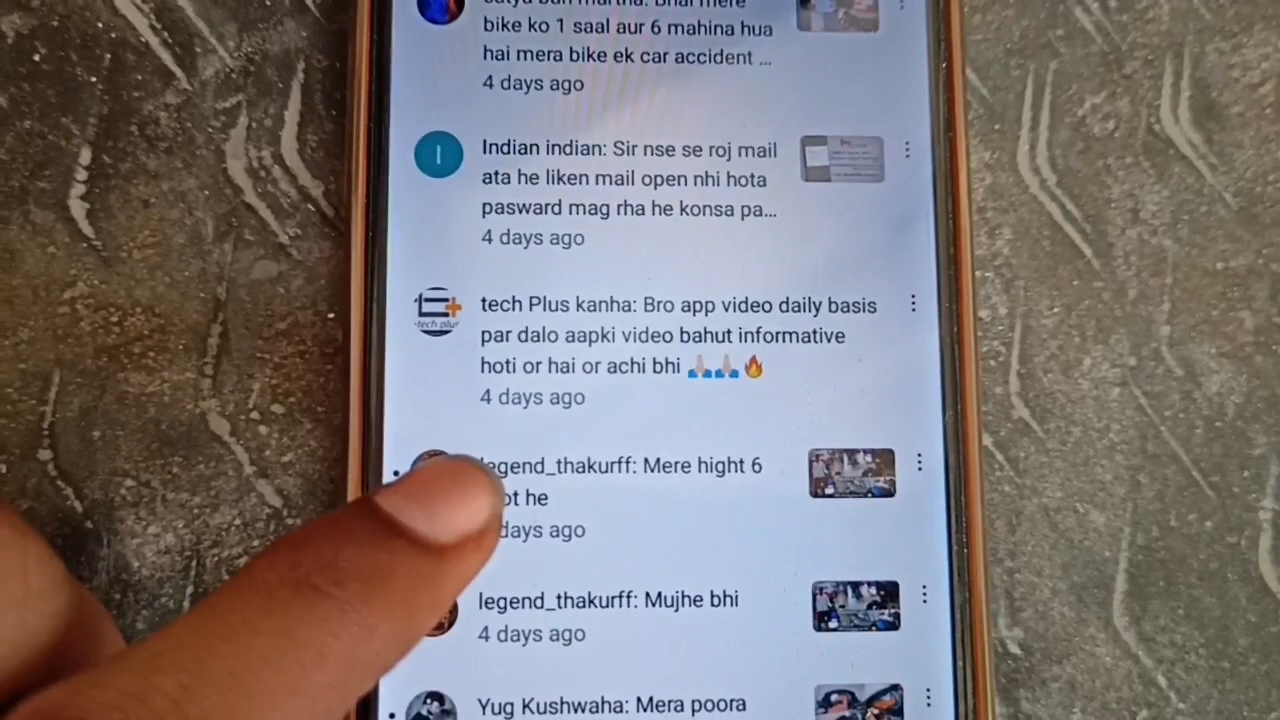 bike ko 1 saal aur 6 mahina hua
hai mera bike ek car accident ...
4 days ago
I
Indian indian: Sir nse se roj mail
ata he liken mail open nhi hota
pasward mag rha he konsa pa...
4 days ago
tech plus
tech Plus kanha: Bro app video daily basis
par dalo aapki video bahut informative
hoti or hai or achi bhi 🙏🏻🙏🏻🔥
4 days ago
legend_thakurff: Mere hight 6
he
days ago
legend_thakurff: Mujhe bhi
4 days ago
Yug Kushwaha: Mera poora